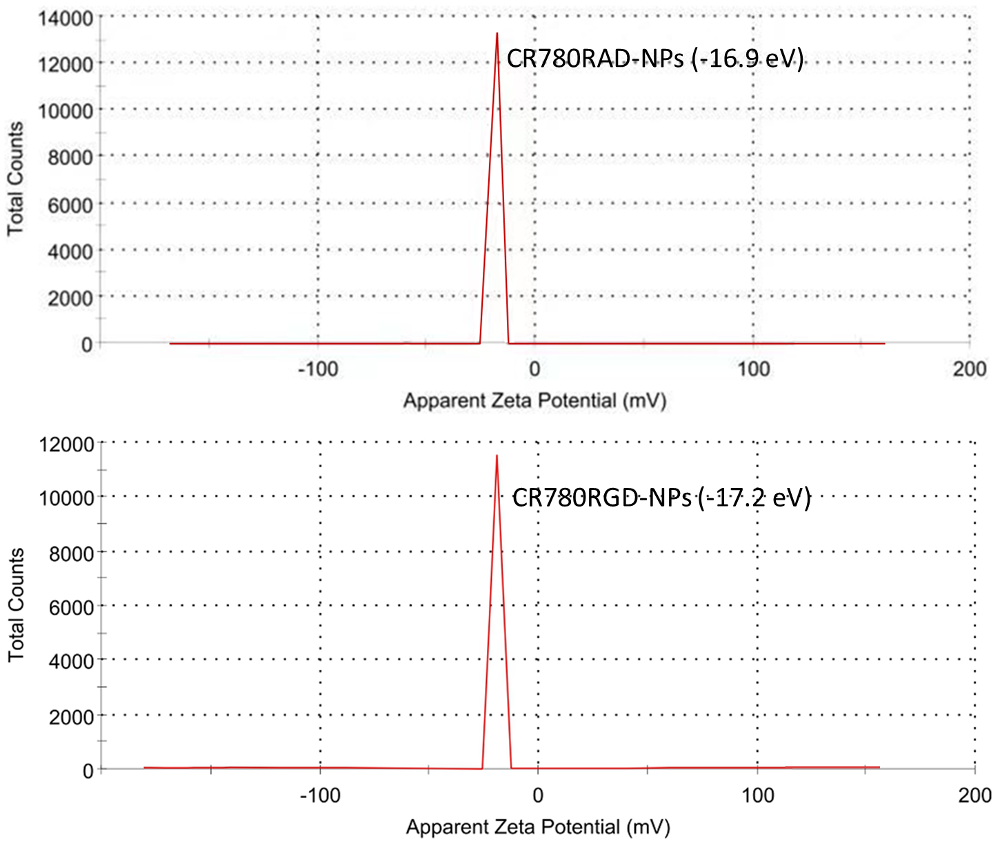 14000
CR780RAD-NPs (-16.9 eV)
12000
10000
8000
6000
4000
2000
0
Total Counts
-100 0 100 200
Apparent Zeta Potential (mV)
12000
CR780RGD-NPs (-17.2 eV)
10000
8000
6000
4000
2000
0
Total Counts
-100 0 100 200
Apparent Zeta Potential (mV)